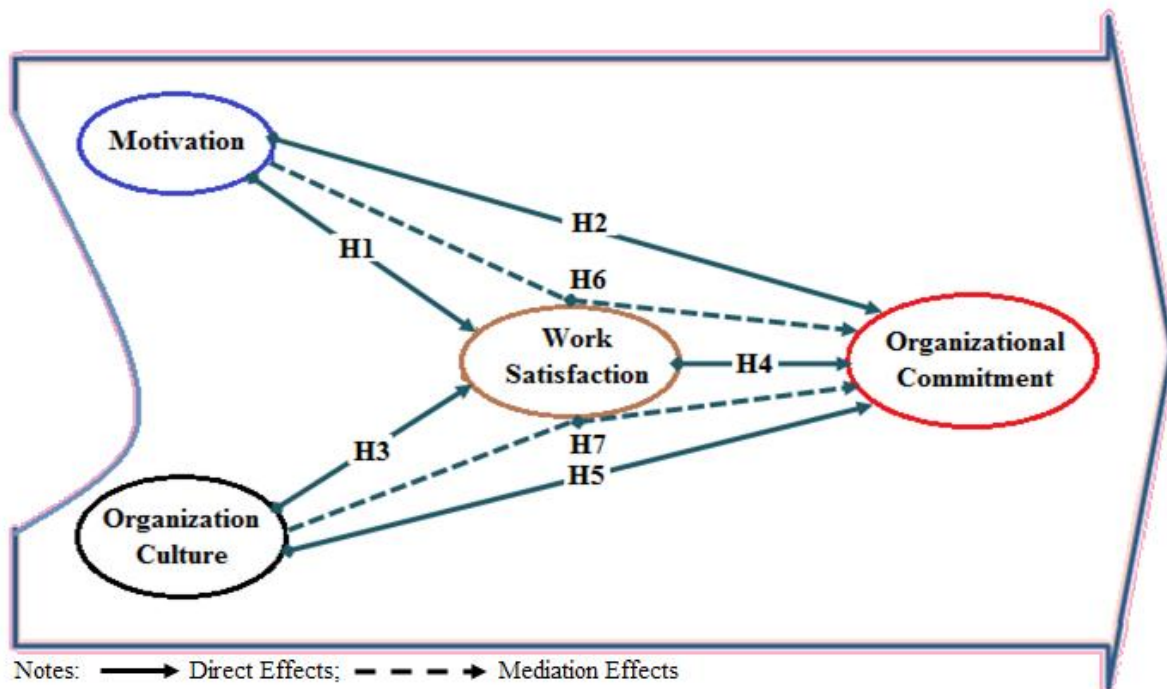 Motivation
H2
H1
H6
Work
Satisfaction
H4
Organizational
Commitment
H3
H7
H5
Organization
Culture
Notes: Direct Effects; Mediation Effects